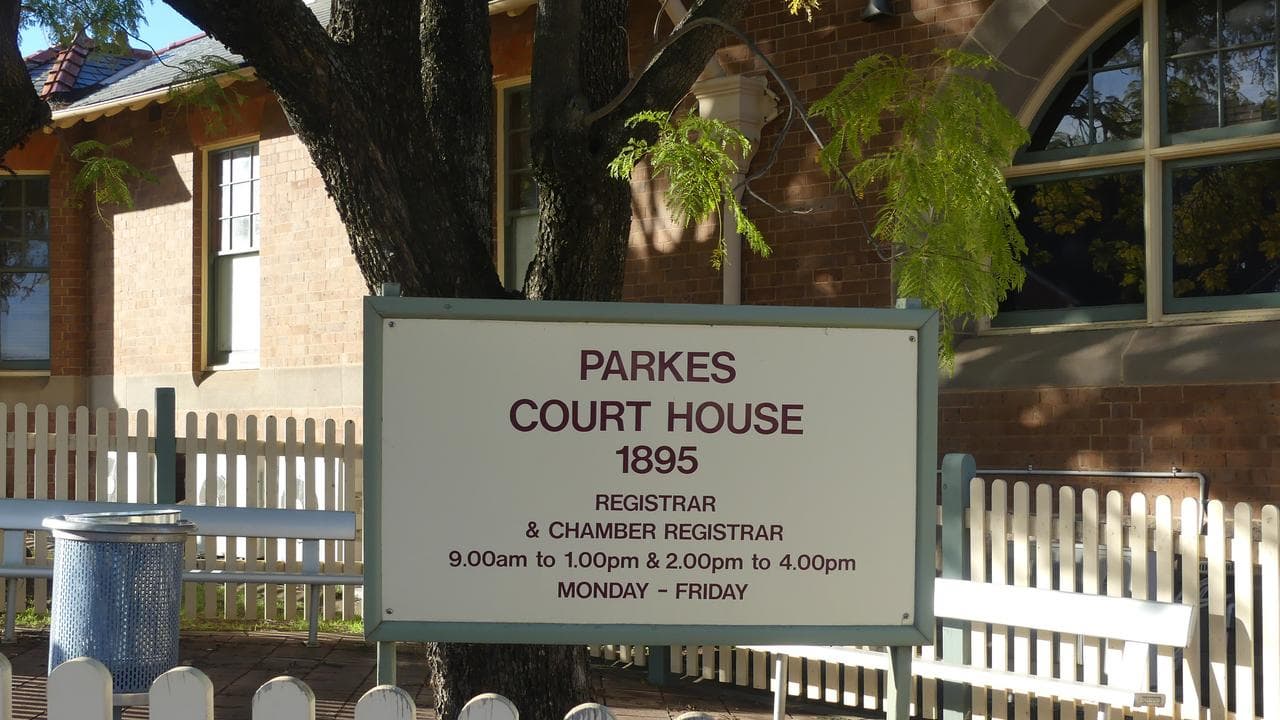 PARKES
COURT HOUSE
1895
REGISTRAR
& CHAMBER REGISTRAR
9.00am to 1.00pm & 2.00pm to 4.00pm
MONDAY - FRIDAY